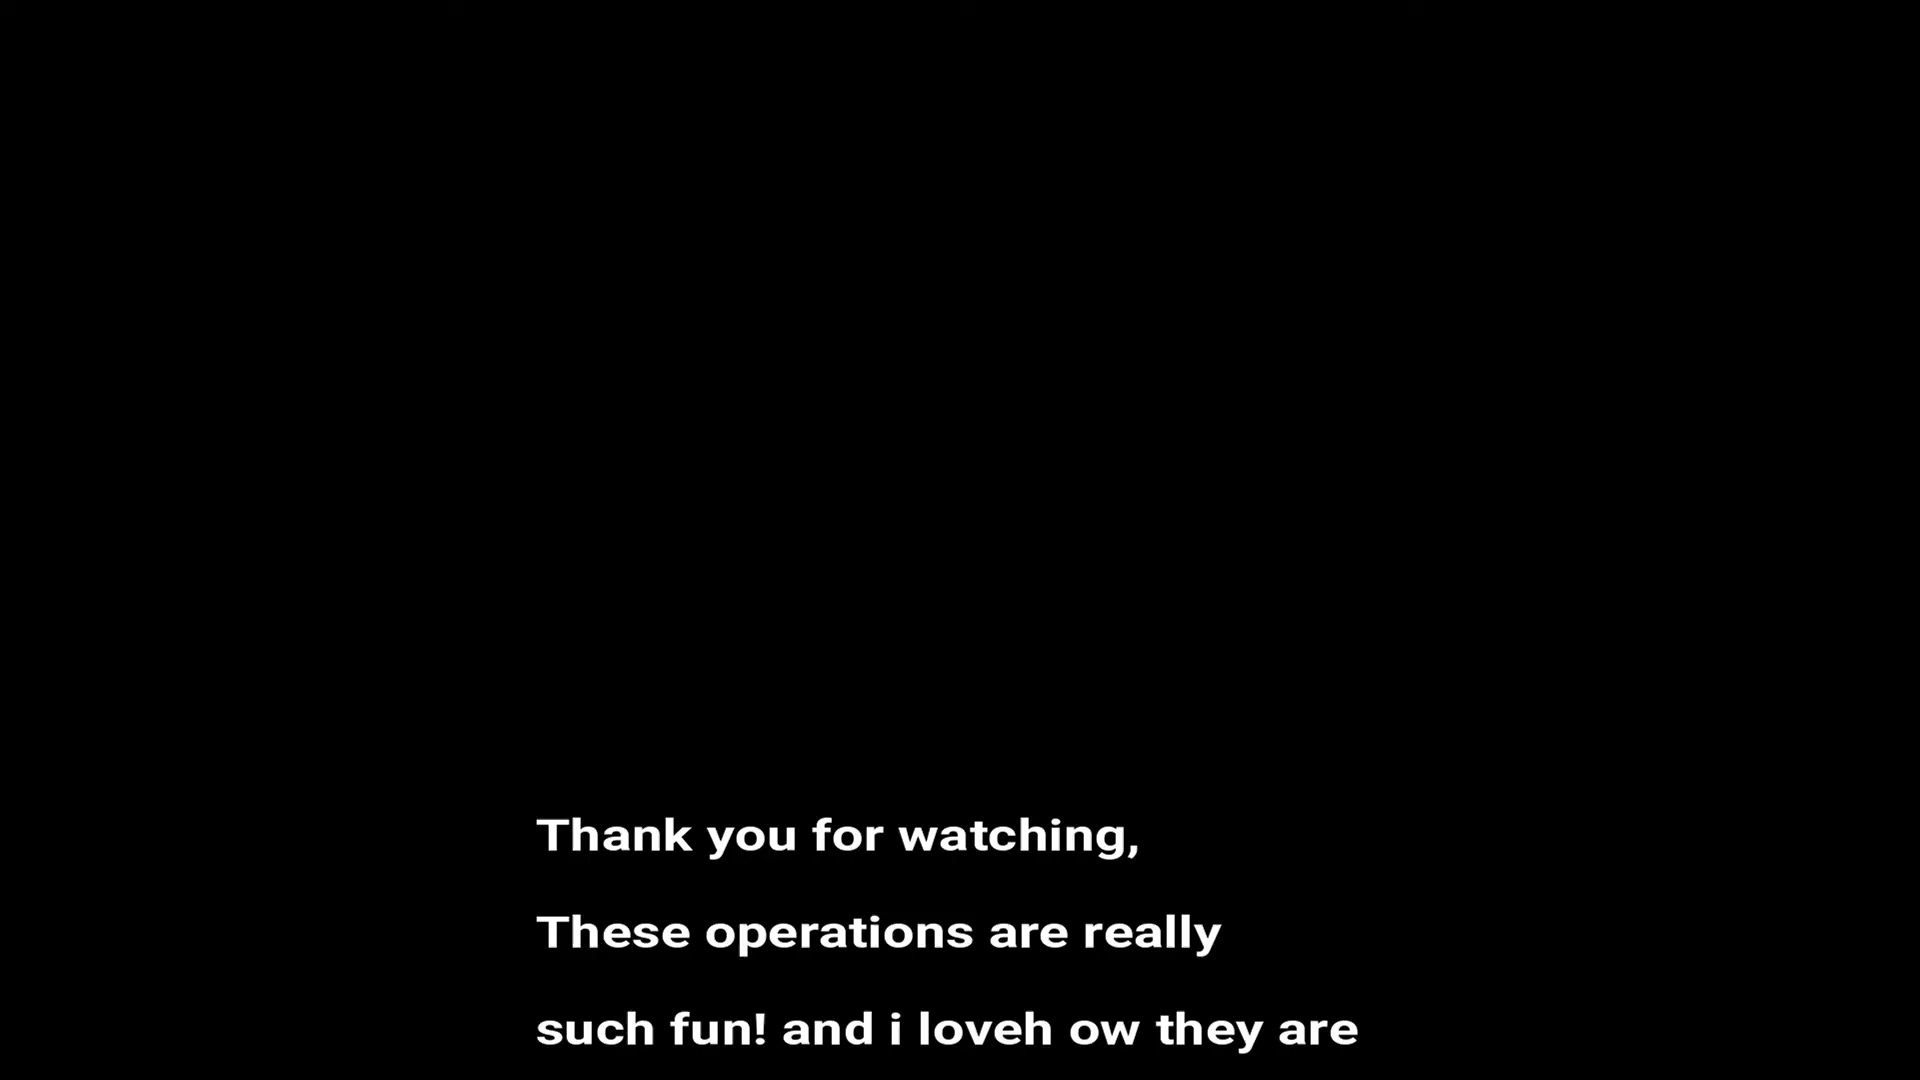 Thank you for watching,
These operations are really
such fun! and i loveh ow they are